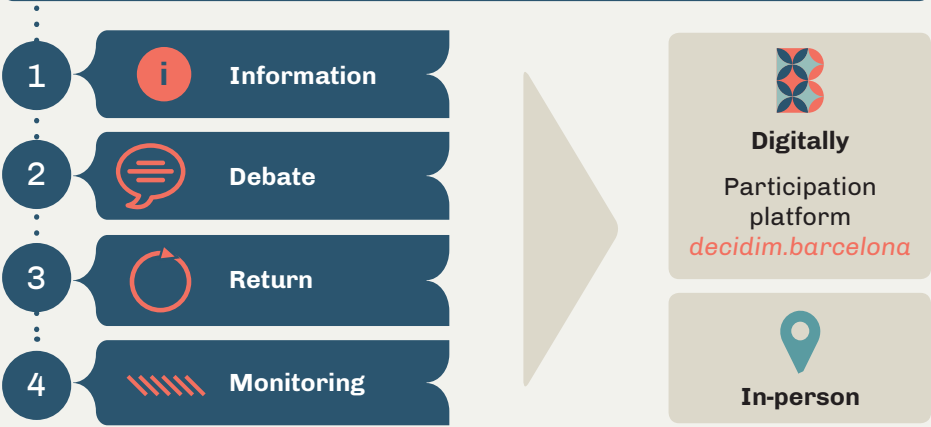 1
i
Information
2
Debate
3
Return
4
Monitoring
Digitally
Participation
platform
decidim.barcelona
In-person